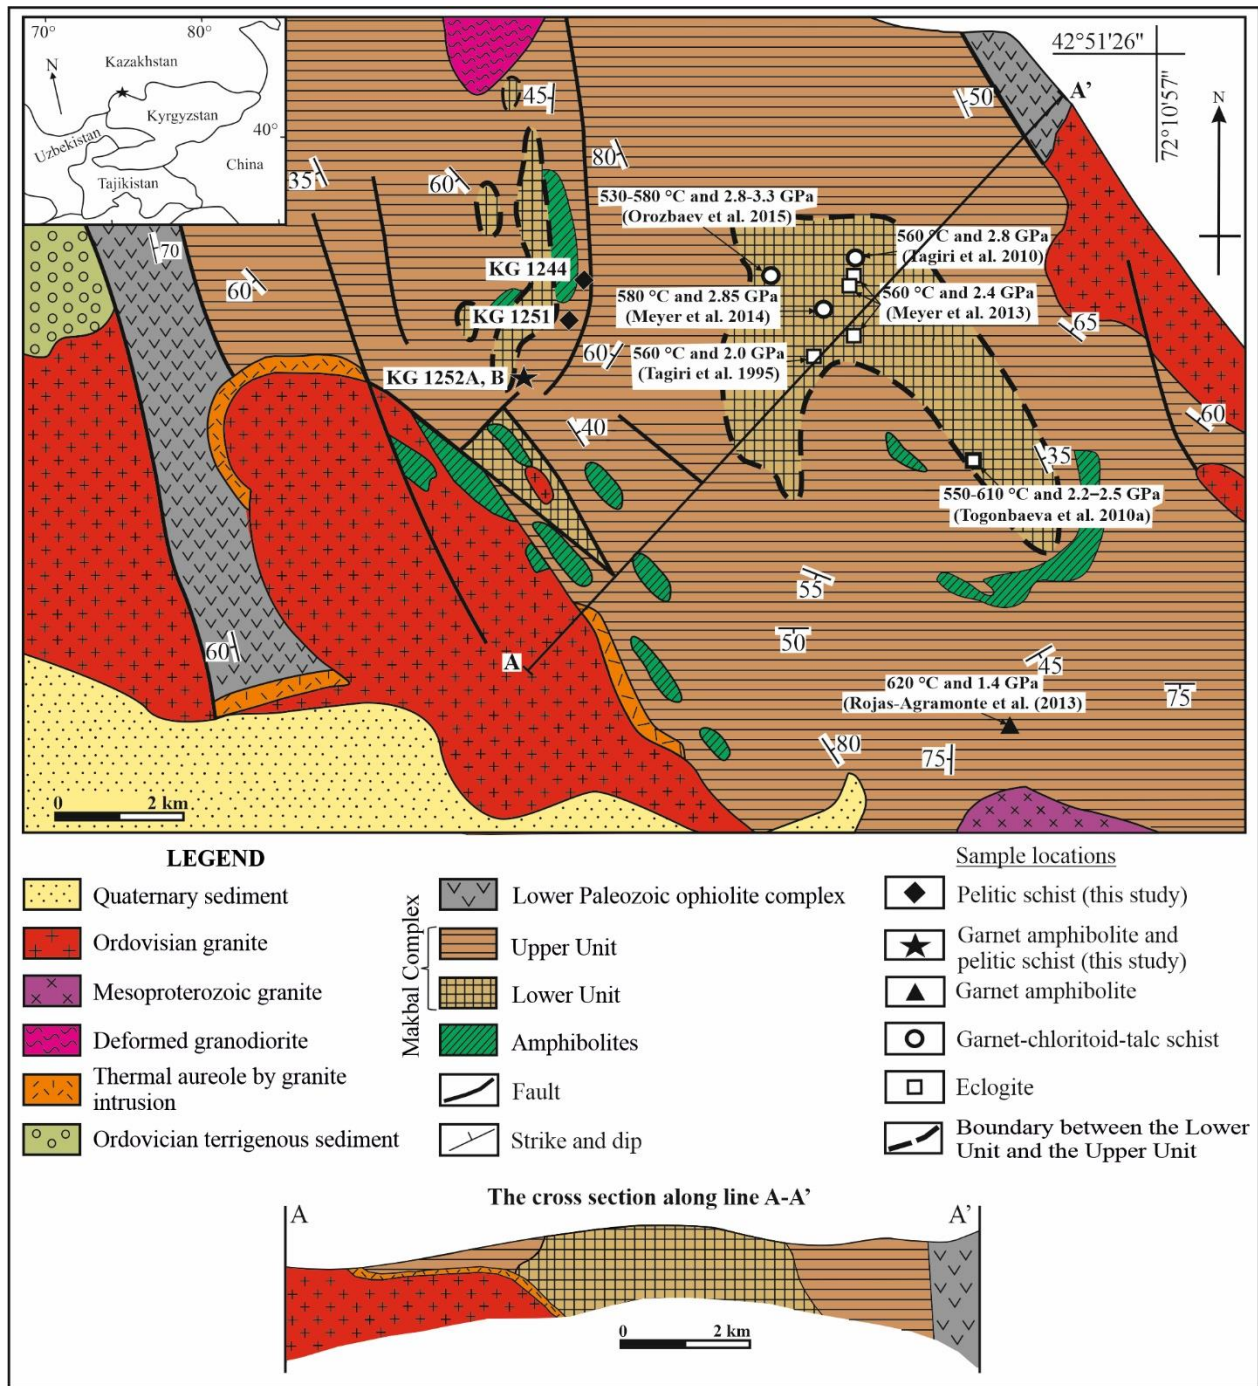 70°
80°
Kazakhstan
N
Kyrgyzstan
Uzbekistan
40°
China
Tajikistan
42°51'26"
72°10'57"
N
A'
50
45
80
35
60
70
60
530-580 °C and 2.8-3.3 GPa
(Orozbaev et al. 2015)
560 °C and 2.8 GPa
(Tagiri et al. 2010)
KG 1244
580 °C and 2.85 GPa
(Meyer et al. 2014)
560 °C and 2.4 GPa
(Meyer et al. 2013)
KG 1251
65
60
560 °C and 2.0 GPa
(Tagiri et al. 1995)
KG 1252A, B
60
40
35
550-610 °C and 2.2–2.5 GPa
(Togonbaeva et al. 2010a)
55
50
60
A
45
620 °C and 1.4 GPa
(Rojas-Agramonte et al. (2013)
75
80
75
0 2 km
LEGEND
Quaternary sediment
Ordovisian granite
Mesoproterozoic granite
Deformed granodiorite
Thermal aureole by granite
intrusion
Ordovician terrigenous sediment
Lower Paleozoic ophiolite complex
Makbal Complex
Upper Unit
Lower Unit
Amphibolites
Fault
Strike and dip
Sample locations
Pelitic schist (this study)
Garnet amphibolite and
pelitic schist (this study)
Garnet amphibolite
Garnet-chloritoid-talc schist
Eclogite
Boundary between the Lower
Unit and the Upper Unit
The cross section along line A-A’
A
A’
0 2 km